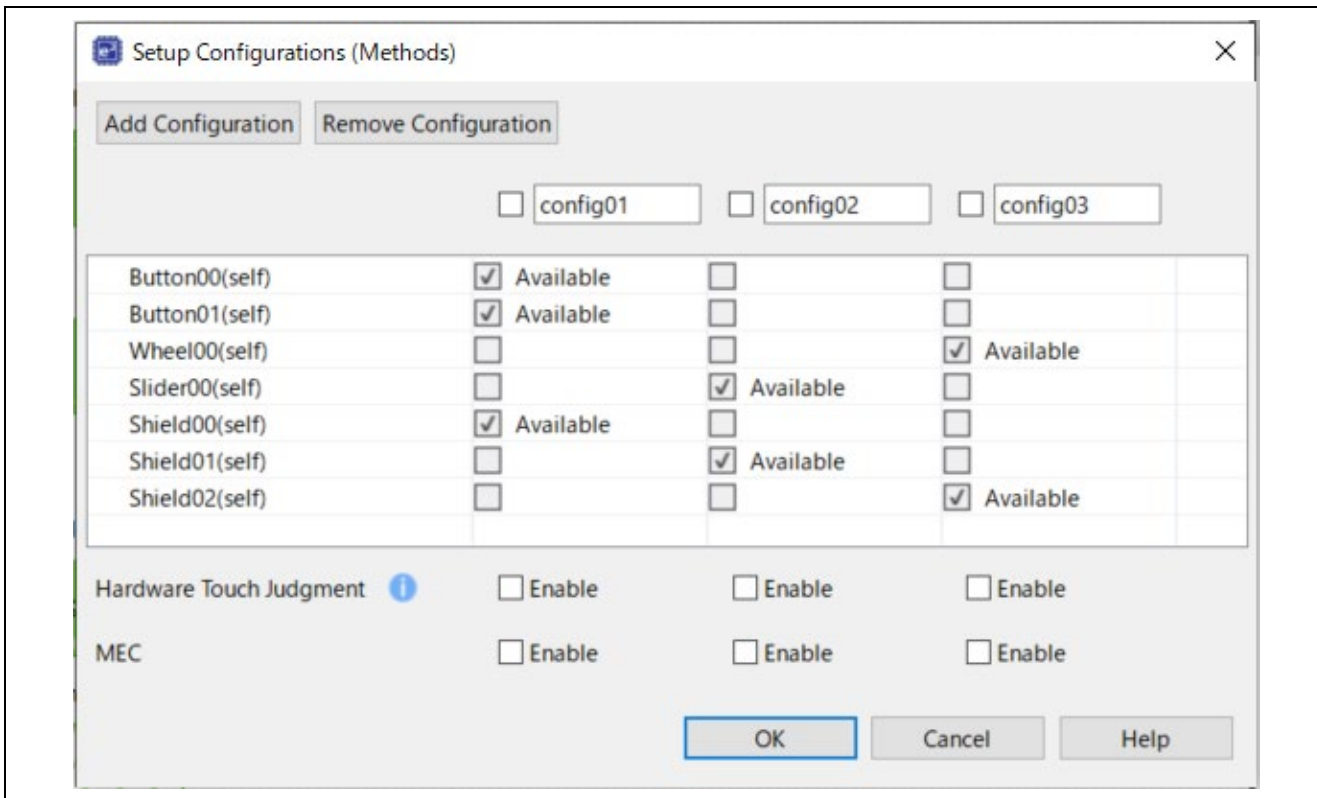 Setup Configurations (Methods)
Add Configuration Remove Configuration
config01 config02 config03
Button00(self) Available
Button01(self) Available
Wheel00(self) Available
Slider00(self) Available
Shield00(self) Available
Shield01(self) Available
Shield02(self) Available
Hardware Touch Judgment Enable Enable Enable
MEC Enable Enable Enable
OK Cancel Help